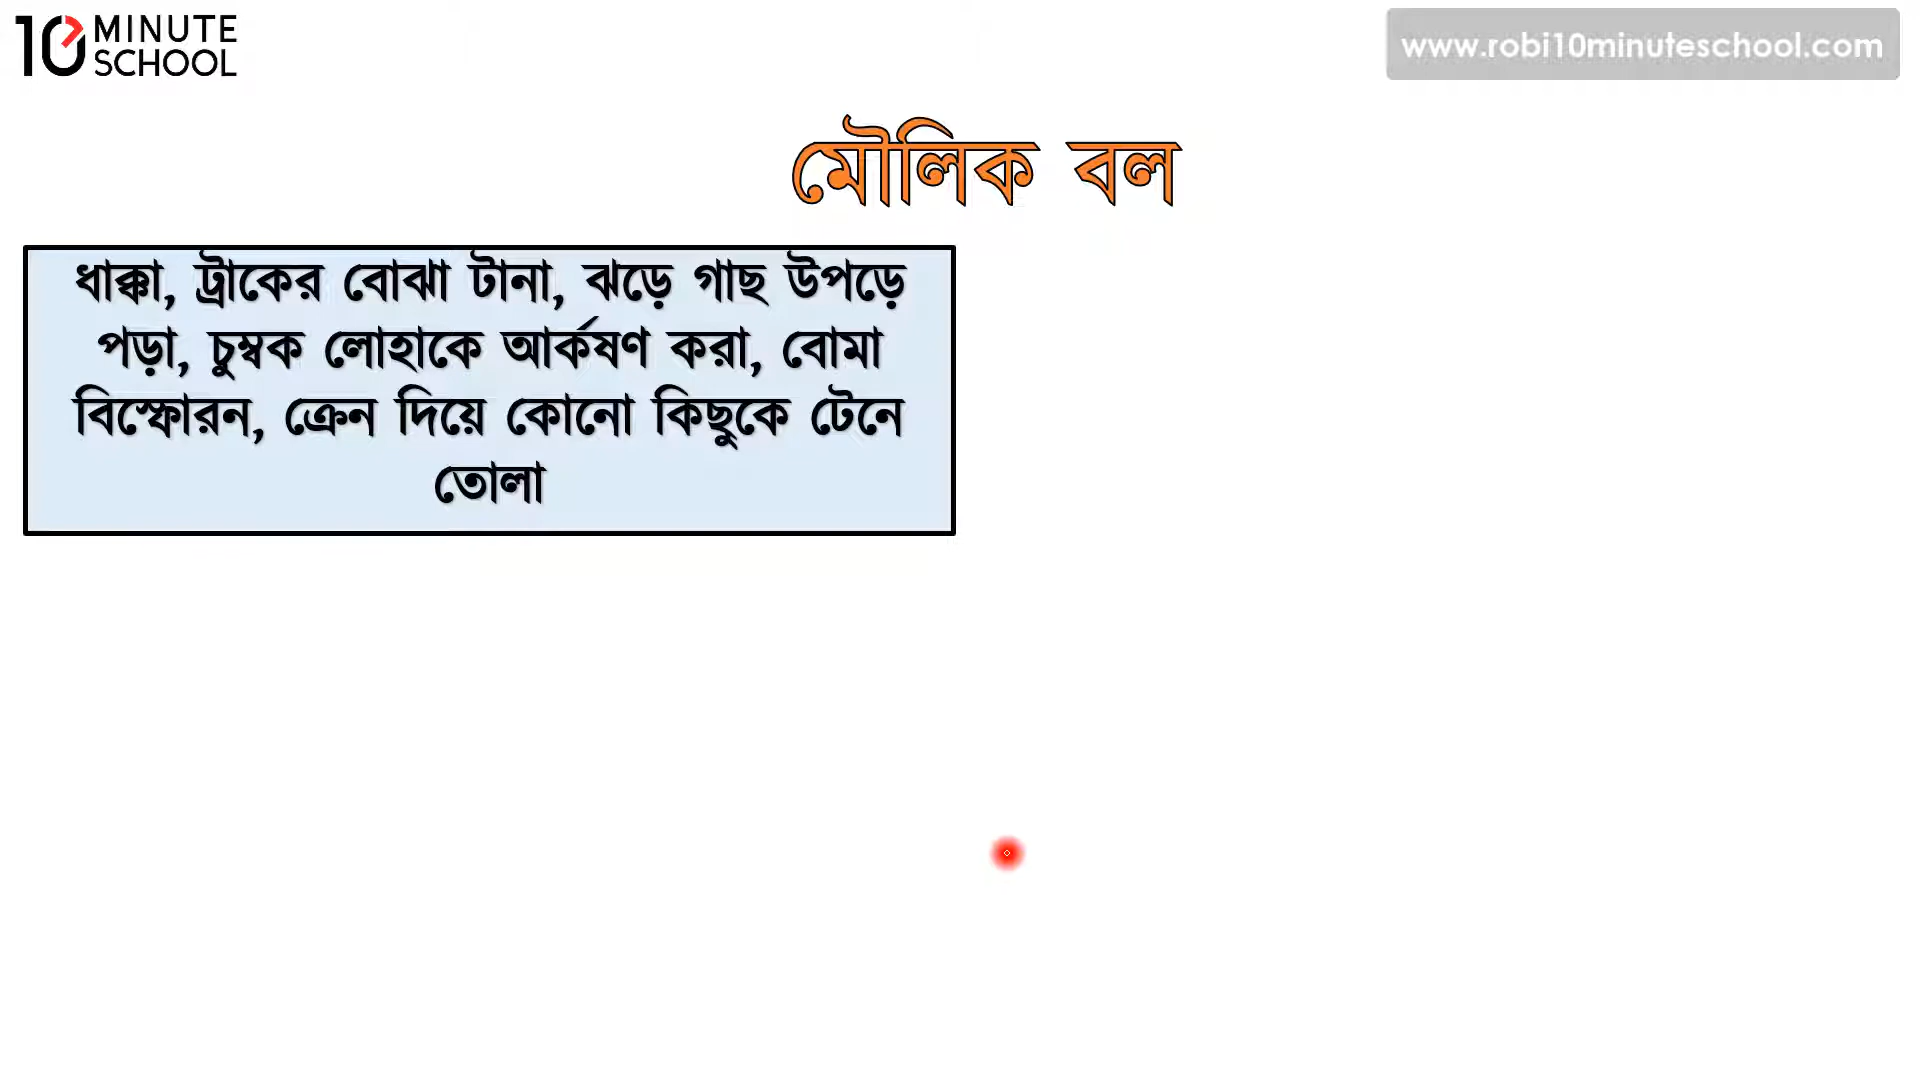 10 MINUTE SCHOOL
www.robi10minuteschool.com
মৌলিক বল
ধাক্কা, ট্রাকের বোঝা টানা, ঝড়ে গাছ উপড়ে
পড়া, চুম্বক লোহাকে আর্কষণ করা, বোমা
বিস্ফোরন, ক্রেন দিয়ে কোনো কিছুকে টেনে
তোলা